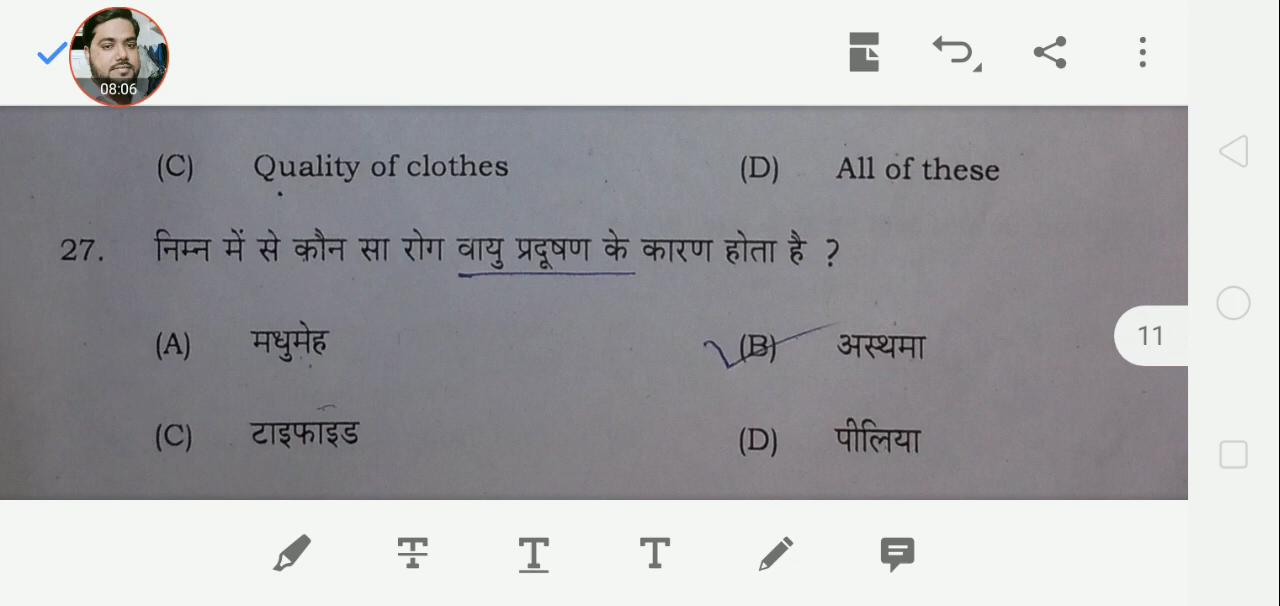 08:06
(C) Quality of clothes (D) All of these
27. निम्न में से कौन सा रोग वायु प्रदूषण के कारण होता है ?
(A) मधुमेह (B) अस्थमा
11
(C) टाइफाइड (D) पीलिया